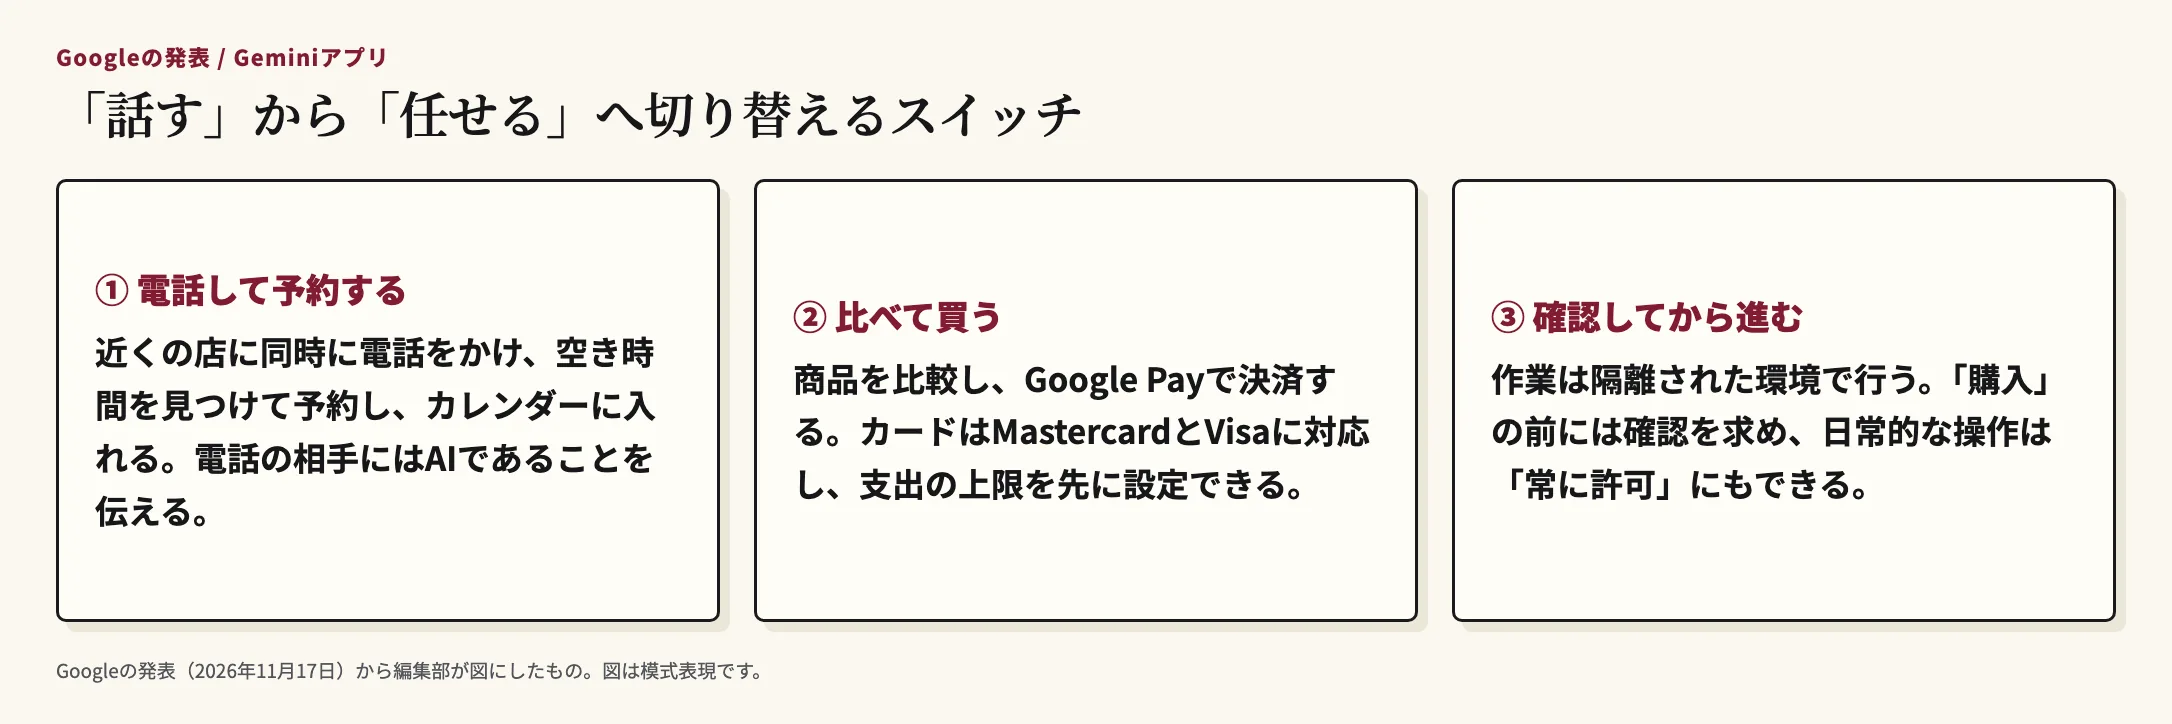 Googleの発表 / Geminiアプリ
「話す」から「任せる」へ切り替えるスイッチ
① 電話して予約する
近くの店に同時に電話をかけ、空き時
間を見つけて予約し、カレンダーに入
れる。電話の相手にはAIであることを
伝える。
② 比べて買う
商品を比較し、Google Payで決済す
る。カードはMastercardとVisaに対応
し、支出の上限を先に設定できる。
③ 確認してから進む
作業は隔離された環境で行う。「購入」
の前には確認を求め、日常的な操作は
「常に許可」にもできる。
Googleの発表（2026年11月17日）から編集部が図にしたもの。図は模式表現です。